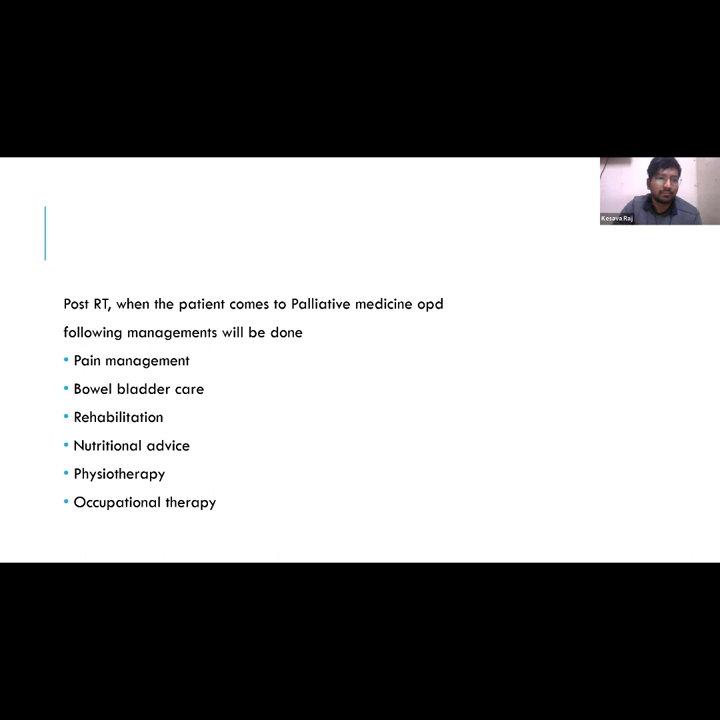 Kesava Raj
Post RT, when the patient comes to Palliative medicine opd
following managements will be done
• Pain management
• Bowel bladder care
• Rehabilitation
• Nutritional advice
• Physiotherapy
• Occupational therapy